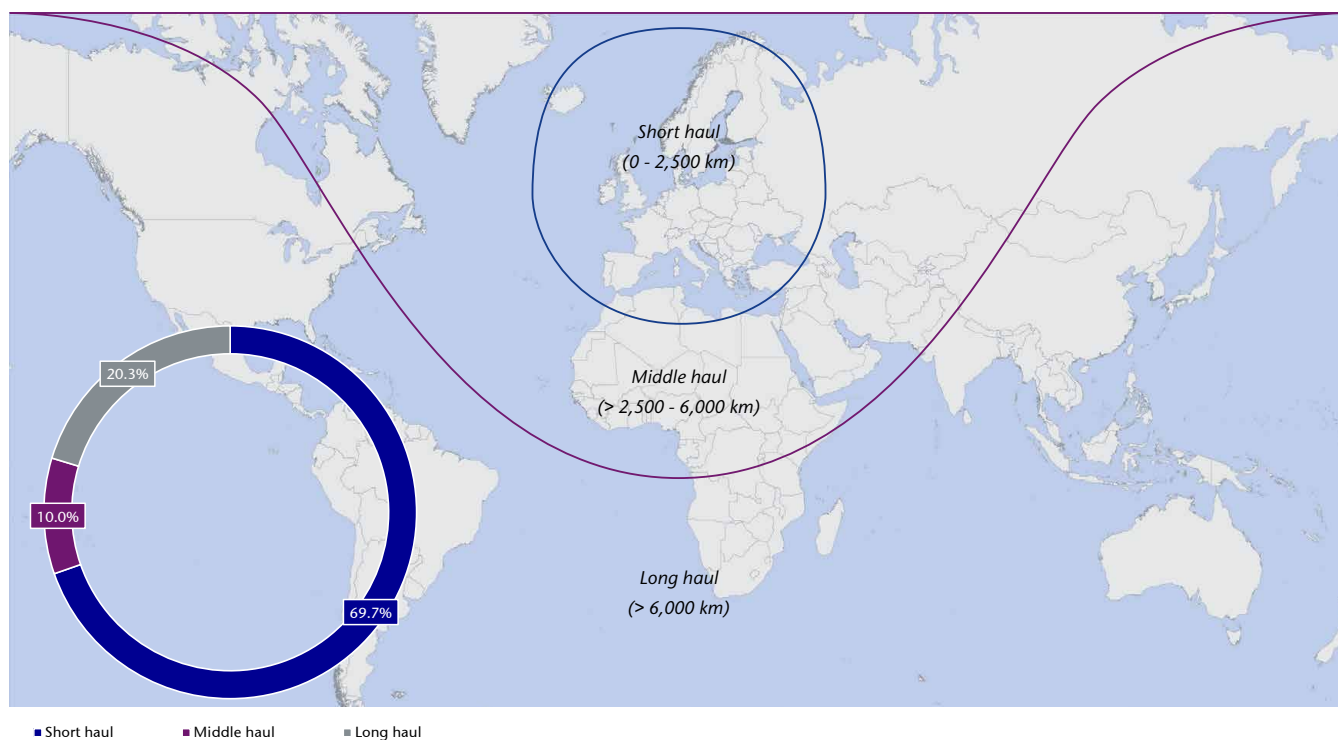 Short haul
(0 - 2,500 km)
20.3%
Middle haul
(> 2,500 - 6,000 km)
10.0%
Long haul
(> 6,000 km)
69.7%
Short haul
Middle haul
Long haul